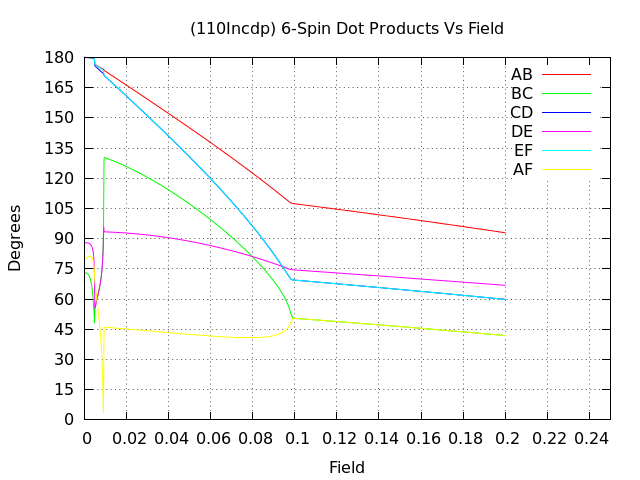 (110Incdp) 6-Spin Dot Products Vs Field
180
165
150
135
120
105
90
75
60
45
30
15
0
Degrees
AB
BC
CD
DE
EF
AF
0 0.02 0.04 0.06 0.08 0.1 0.12 0.14 0.16 0.18 0.2 0.22 0.24
Field